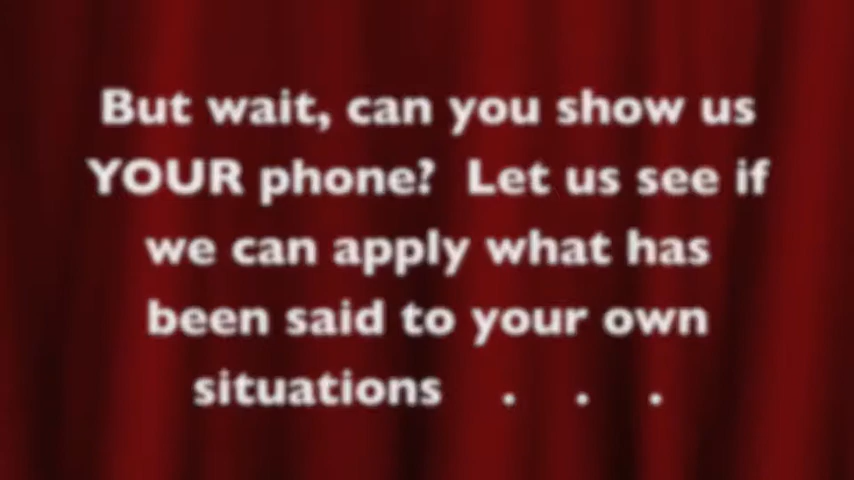 But wait, can you show us
YOUR phone? Let us see if
we can apply what has
been said to your own
situations . . .